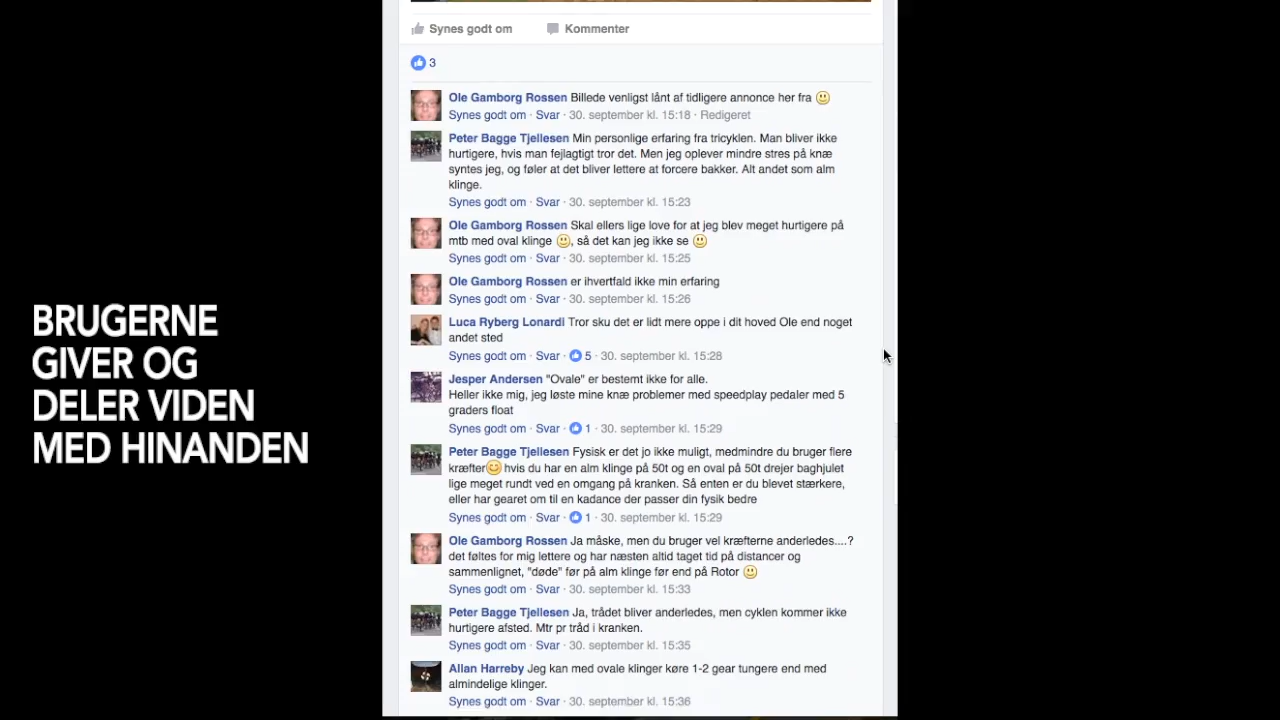 Synes godt om Kommenter
3
Ole Gamborg Rossen Billede venligst lånt af tidligere annonce her fra
Synes godt om · Svar · 30. september kl. 15:18 · Redigeret
Peter Bagge Tjellesen Min personlige erfaring fra tricyklen. Man bliver ikke
hurtigere, hvis man fejlagtigt tror det. Men jeg oplever mindre stres på knæ
syntes jeg, og føler at det bliver lettere at forcere bakker. Alt andet som alm
klinge.
Synes godt om · Svar · 30. september kl. 15:23
Ole Gamborg Rossen Skal ellers lige love for at jeg blev meget hurtigere på
mtb med oval klinge 🙂, så det kan jeg ikke se 🙂
Synes godt om · Svar · 30. september kl. 15:25
Ole Gamborg Rossen er ihvertfald ikke min erfaring
Synes godt om · Svar · 30. september kl. 15:26
Luca Ryberg Lonardi Tror sku det er lidt mere oppe i dit hoved Ole end noget
andet sted
Synes godt om · Svar · 5 · 30. september kl. 15:28
Jesper Andersen "Ovale" er bestemt ikke for alle.
Heller ikke mig, jeg løste mine knæ problemer med speedplay pedaler med 5
graders float
Synes godt om · Svar · 1 · 30. september kl. 15:29
Peter Bagge Tjellesen Fysisk er det jo ikke muligt, medmindre du bruger flere
kræfter😊 hvis du har en alm klinge på 50t og en oval på 50t drejer baghjulet
lige meget rundt ved en omgang på kranken. Så enten er du blevet stærkere,
eller har gearet om til en kadance der passer din fysik bedre
Synes godt om · Svar · 1 · 30. september kl. 15:29
Ole Gamborg Rossen Ja måske, men du bruger vel kræfterne anderledes....?
det føltes for mig lettere og har næsten altid taget tid på distancer og
sammenlignet, "døde" før på alm klinge før end på Rotor 🙂
Synes godt om · Svar · 30. september kl. 15:33
Peter Bagge Tjellesen Ja, trådet bliver anderledes, men cyklen kommer ikke
hurtigere afsted. Mtr pr tråd i kranken.
Synes godt om · Svar · 30. september kl. 15:35
Allan Harreby Jeg kan med ovale klinger køre 1-2 gear tungere end med
almindelige klinger.
Synes godt om · Svar · 30. september kl. 15:36
BRUGERNE
GIVER OG
DELER VIDEN
MED HINANDEN